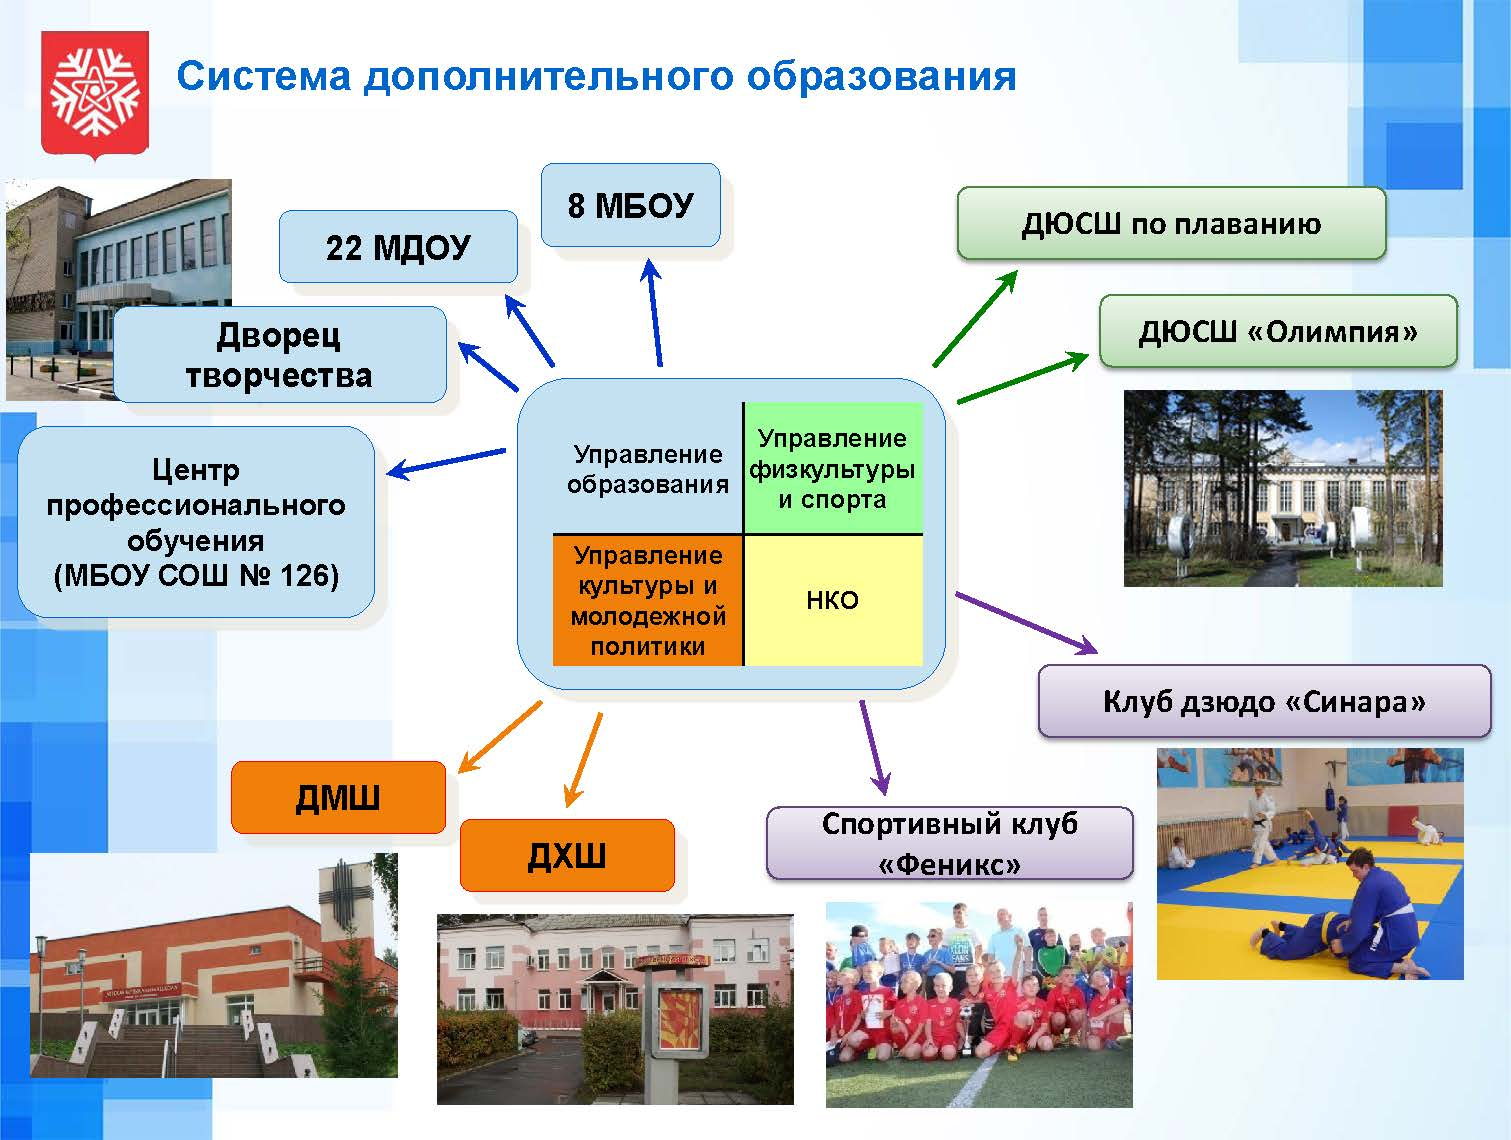 Система дополнительного образования
8 МБОУ
22 МДОУ
Дворец
творчества
Центр
профессионального
обучения
(МБОУ СОШ № 126)
ДЮСШ по плаванию
ДЮСШ «Олимпия»
Управление
образования
Управление
физкультуры
и спорта
Управление
культуры и
молодежной
политики
НКО
Клуб дзюдо «Синара»
Спортивный клуб
«Феникс»
ДМШ
ДХШ